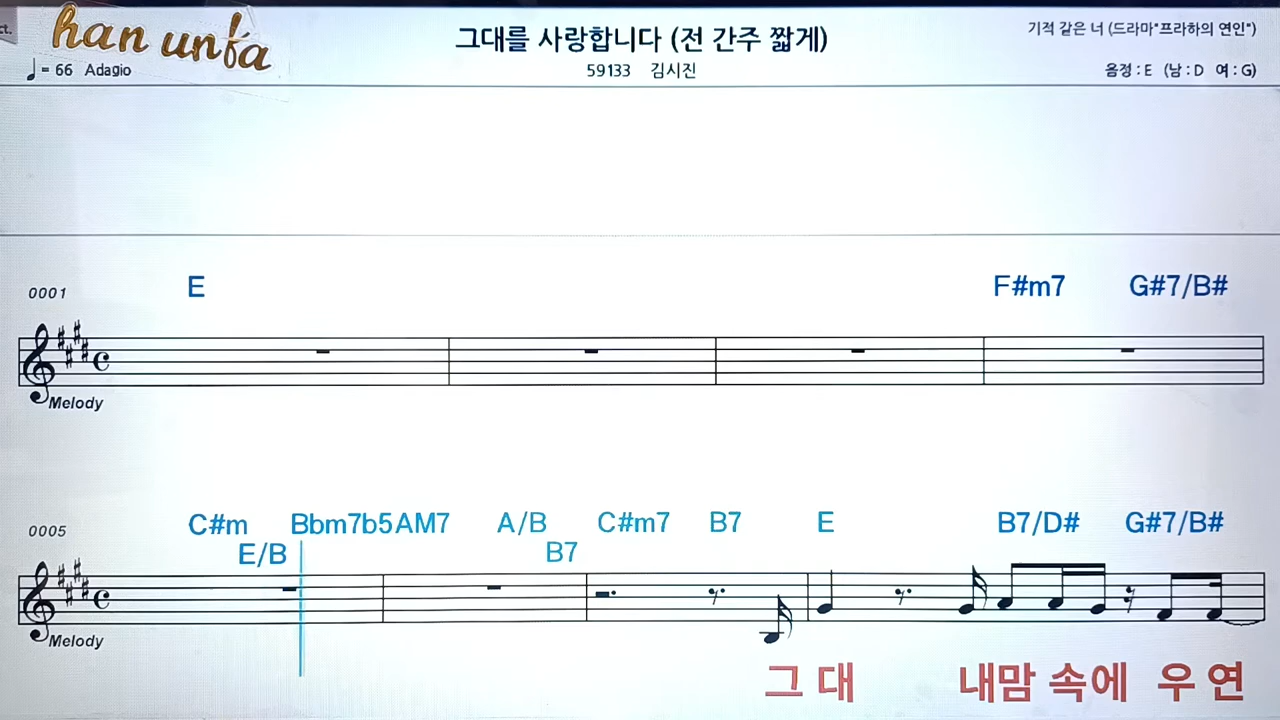 ct.
han unfa
그대를 사랑합니다 (전 간주 짧게)
기적 같은 너 (드라마"프라하의 연인")
♩= 66 Adagio
59133 김시진
음정 : E (남 : D 여 : G)
0001 E F#m7 G#7/B#
Melody
0005 C#m Bbm7b5 AM7 A/B C#m7 B7 E B7/D# G#7/B#
E/B B7
Melody
그 대 내맘 속에 우 연